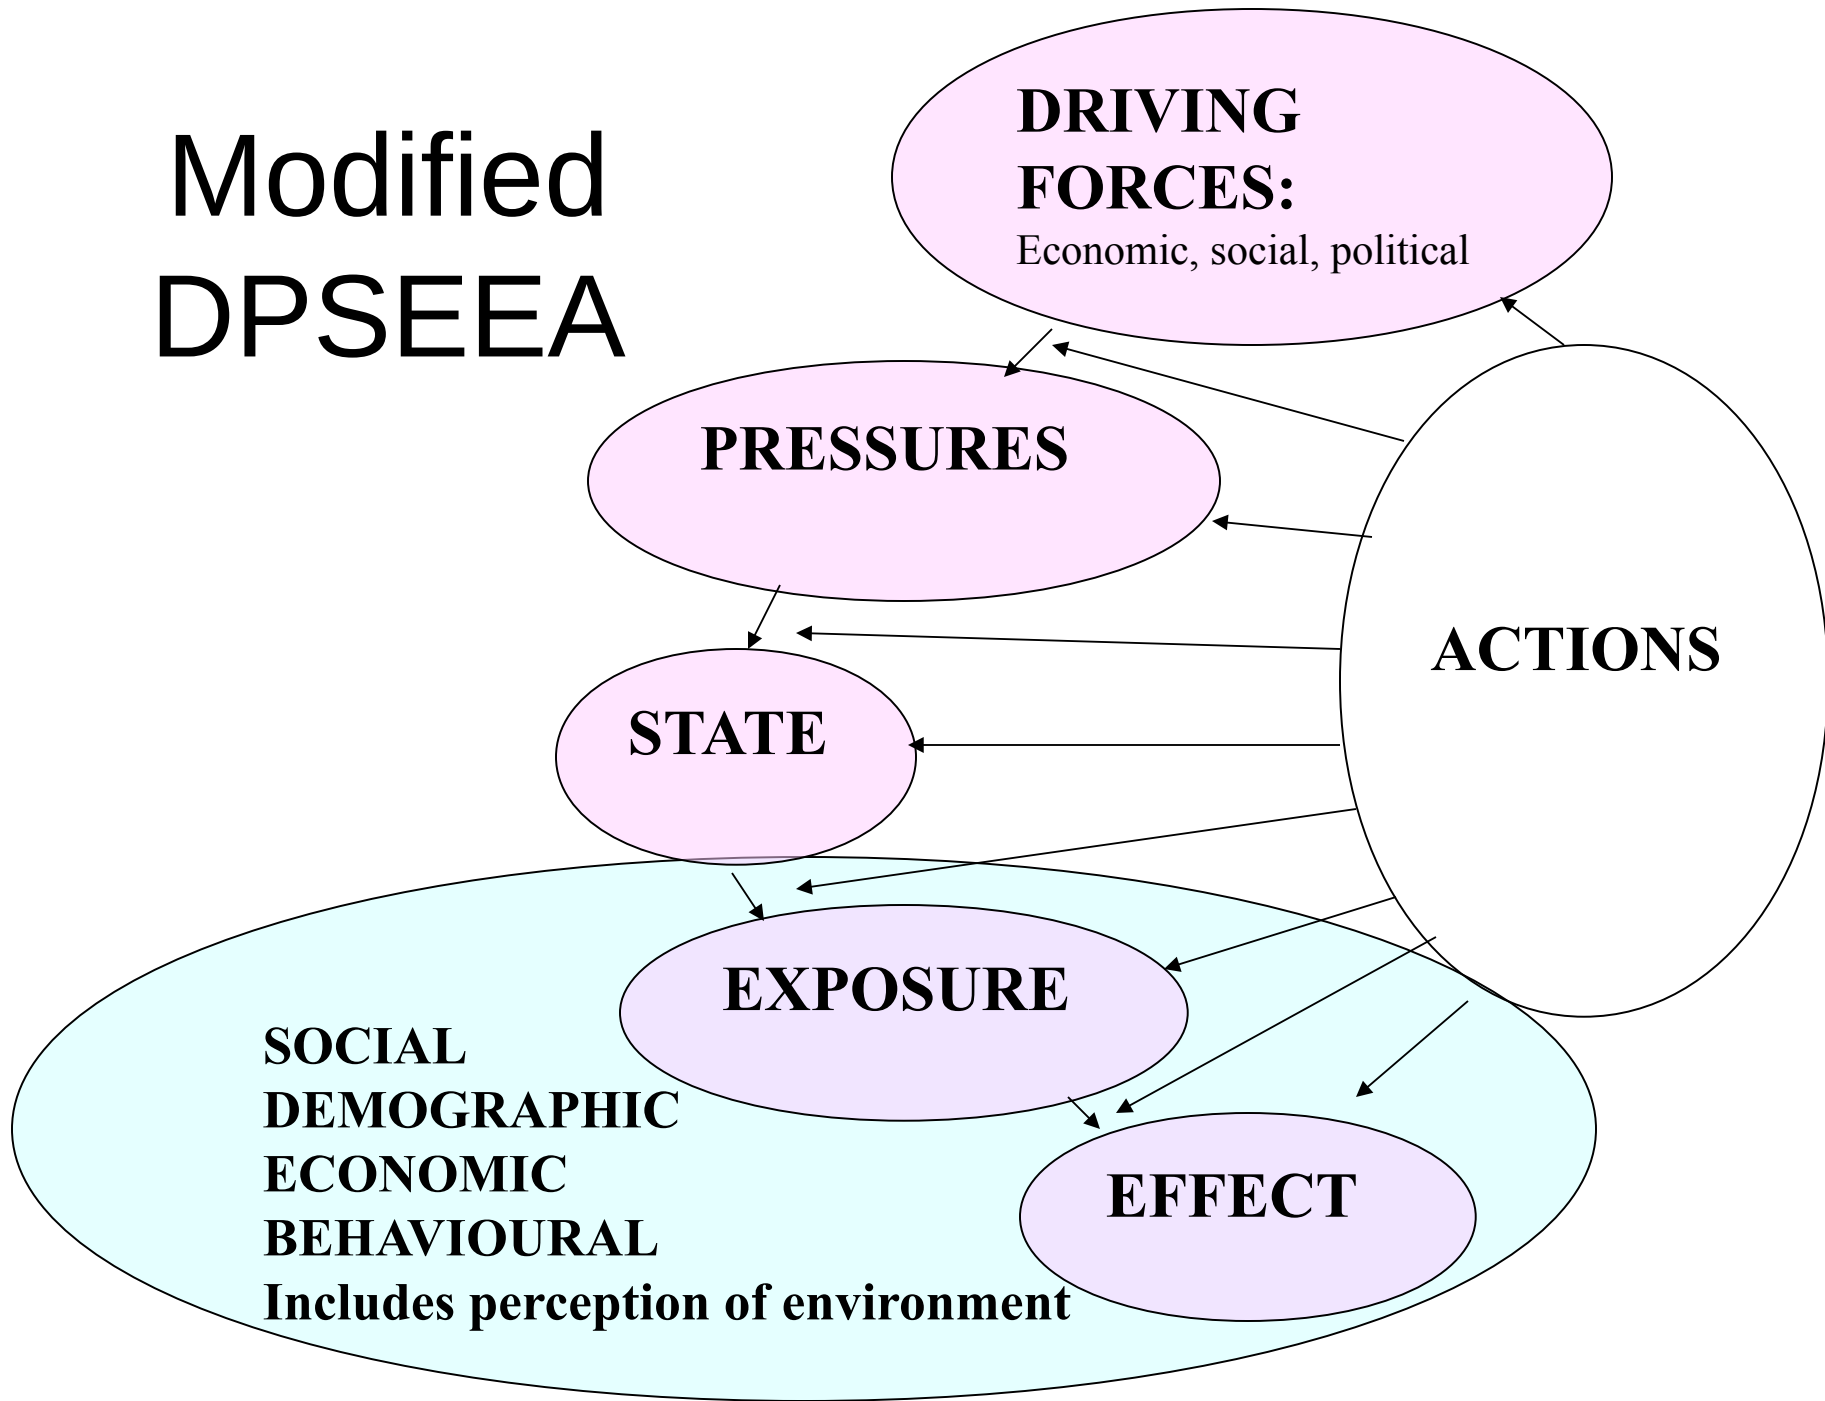 Modified
DPSEEA
DRIVING
FORCES:
Economic, social, political
PRESSURES
ACTIONS
STATE
EXPOSURE
SOCIAL
DEMOGRAPHIC
ECONOMIC
BEHAVIOURAL
Includes perception of environment
EFFECT